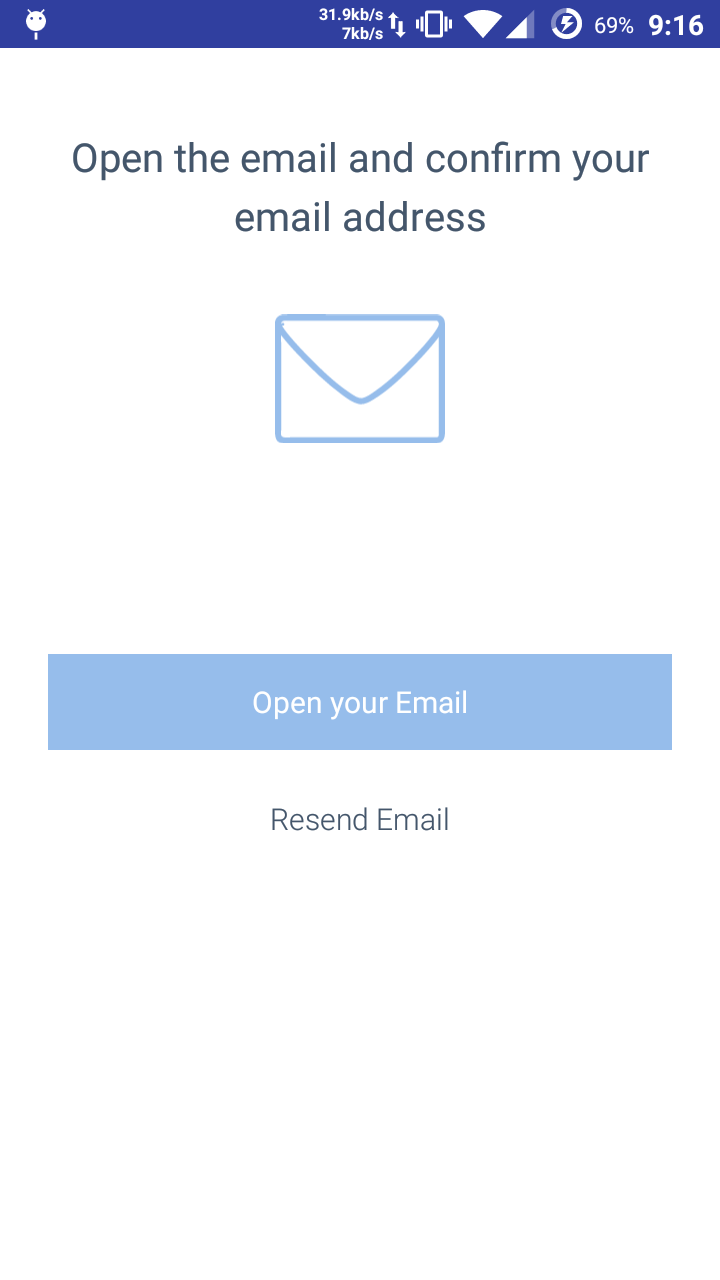 31.9kb/s
7kb/s
69% 9:16
Open the email and confirm your
email address
Open your Email
Resend Email